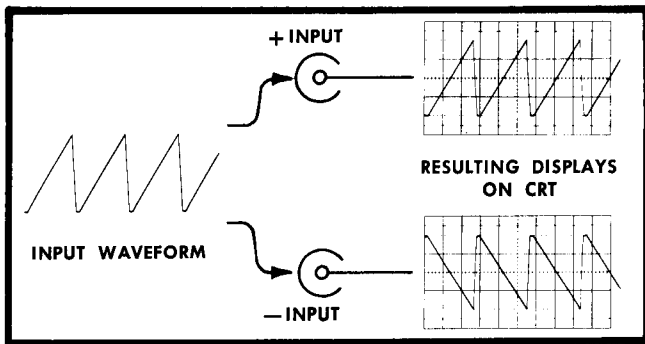 + INPUT
INPUT WAVEFORM
RESULTING DISPLAYS
ON CRT
— INPUT